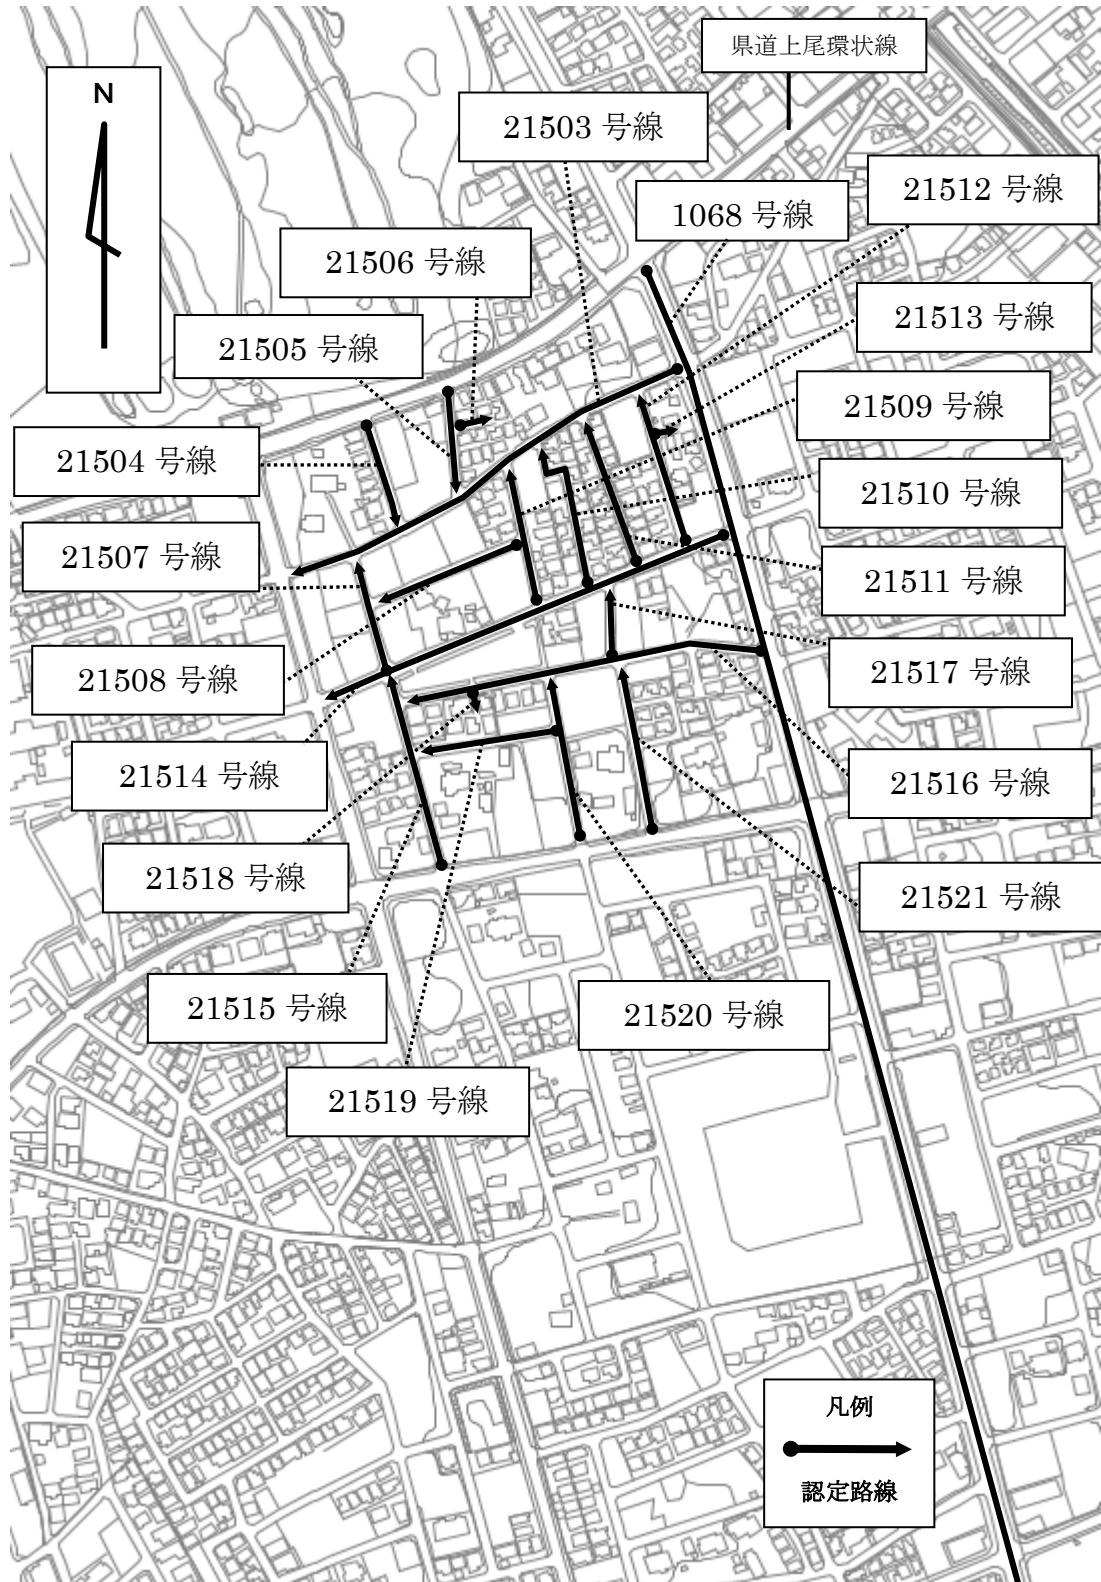 県道上尾環状線
N
21503 号線
21512 号線
1068 号線
21506 号線
21513 号線
21505 号線
21509 号線
21504 号線
21510 号線
21507 号線
21511 号線
21508 号線
21517 号線
21514 号線
21516 号線
21518 号線
21521 号線
21515 号線
21520 号線
21519 号線
凡例
認定路線